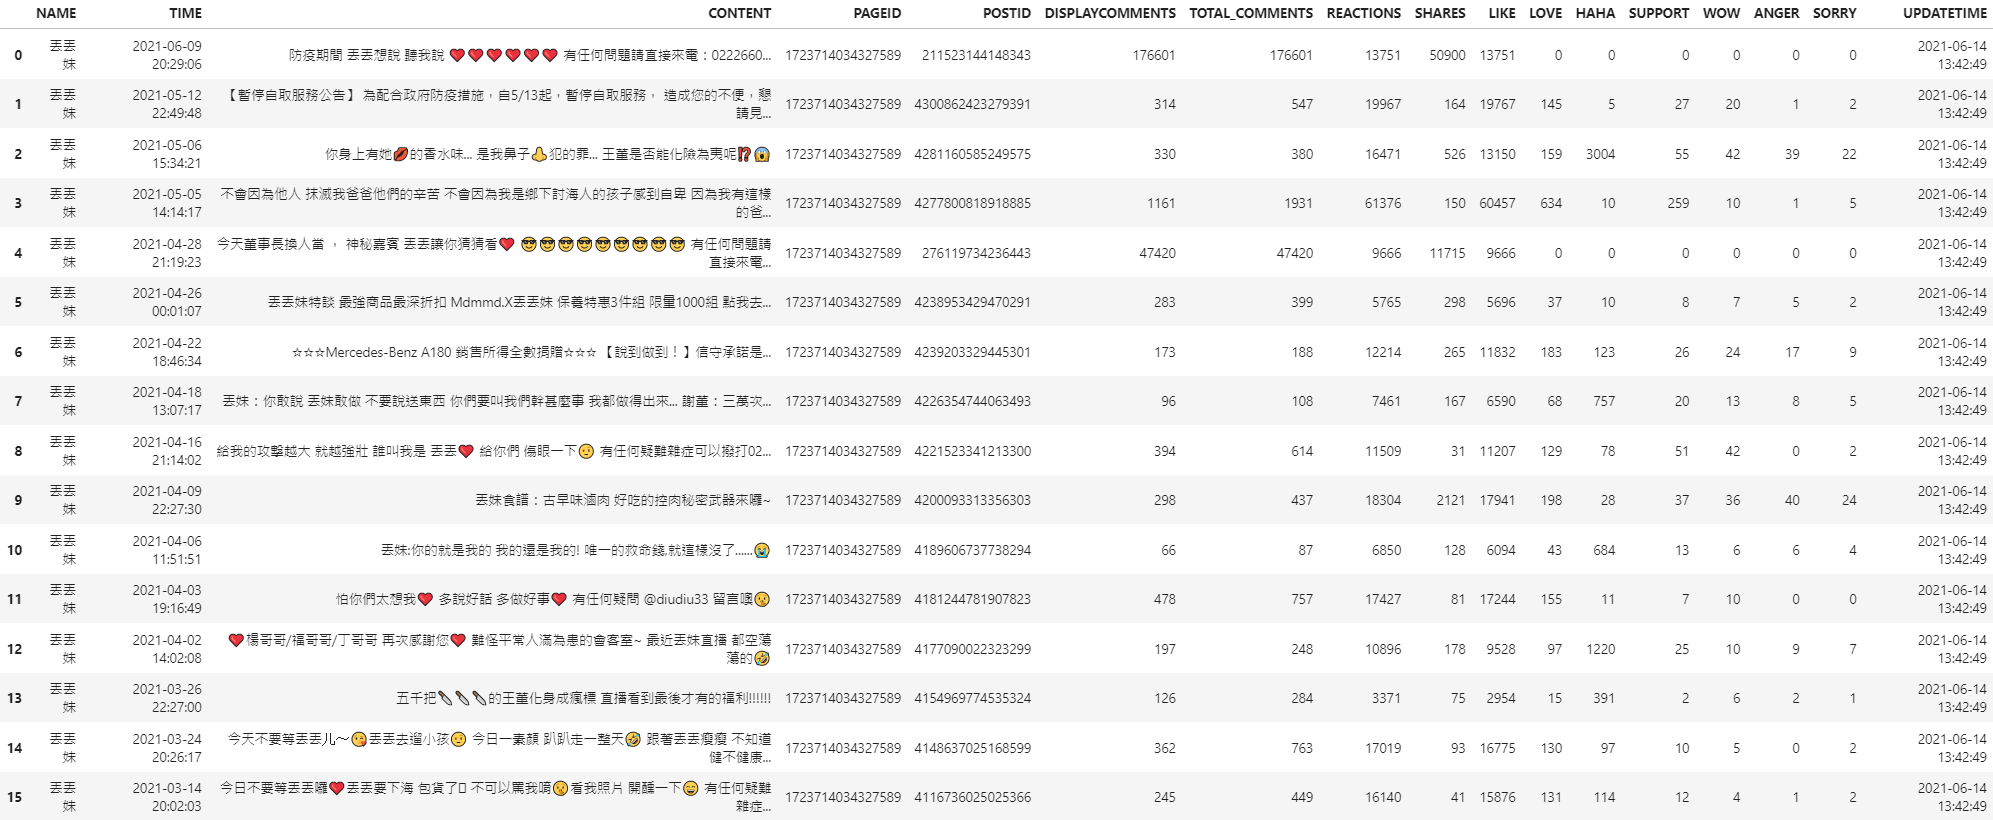 NAME TIME CONTENT PAGEID POSTID DISPLAYCOMMENTS TOTAL_COMMENTS REACTIONS SHARES LIKE LOVE HAHA SUPPORT WOW ANGER SORRY UPDATETIME
0 丟丟妹 2021-06-09 20:29:06 防疫期間 丟丟想說 聽我說 ❤❤❤❤❤❤ 有任何問題請直接來電：0222660... 1723714034327589 211523144148343 176601 176601 13751 50900 13751 0 0 0 0 0 0 2021-06-14 13:42:49
1 丟丟妹 2021-05-12 22:49:48 【暫停自取服務公告】 為配合政府防疫措施，自5/13起，暫停自取服務， 造成您的不便，懇請見... 1723714034327589 4300862423279391 314 547 19967 164 19767 145 5 27 20 1 2 2021-06-14 13:42:49
2 丟丟妹 2021-05-06 15:34:21 你身上有她💋的香水味... 是我鼻子👃犯的罪... 王董是否能化險為夷呢⁉😱 1723714034327589 4281160585249575 330 380 16471 526 13150 159 3004 55 42 39 22 2021-06-14 13:42:49
3 丟丟妹 2021-05-05 14:14:17 不會因為他人 抹滅我爸爸他們的辛苦 不會因為我是鄉下討海人的孩子感到自卑 因為我有這樣的爸... 1723714034327589 4277800818918885 1161 1931 61376 150 60457 634 10 259 10 1 5 2021-06-14 13:42:49
4 丟丟妹 2021-04-28 21:19:23 今天董事長換人當 ， 神秘嘉賓 丟丟讓你猜猜看❤ 😎😎😎😎😎😎😎😎😎 有任何問題請直接來電... 1723714034327589 276119734236443 47420 47420 9666 11715 9666 0 0 0 0 0 0 2021-06-14 13:42:49
5 丟丟妹 2021-04-26 00:01:07 丟丟妹特談 最強商品最深折扣 Mdmmd.X丟丟妹 保養特惠3件組 限量1000組 點我去... 1723714034327589 4238953429470291 283 399 5765 298 5696 37 10 8 7 5 2 2021-06-14 13:42:49
6 丟丟妹 2021-04-22 18:46:34 ☆☆☆Mercedes-Benz A180 銷售所得全數捐贈☆☆☆ 【說到做到！】信守承諾是... 1723714034327589 4239203329445301 173 188 12214 265 11832 183 123 26 24 17 9 2021-06-14 13:42:49
7 丟丟妹 2021-04-18 13:07:17 丟妹：你敢說 丟妹敢做 不要說送東西 你們要叫我們幹甚麼事 我都做得出來... 謝董：三萬次... 1723714034327589 4226354744063493 96 108 7461 167 6590 68 757 20 13 8 5 2021-06-14 13:42:49
8 丟丟妹 2021-04-16 21:14:02 給我的攻擊越大 就越強壯 誰叫我是 丟丟❤ 給你們 傷眼一下😳 有任何疑難雜症可以撥打02... 1723714034327589 4221523341213300 394 614 11509 31 11207 129 78 51 42 0 2 2021-06-14 13:42:49
9 丟丟妹 2021-04-09 22:27:30 丟妹食譜：古早味滷肉 好吃的控肉秘密武器來囉~ 1723714034327589 4200093313356303 298 437 18304 2121 17941 198 28 37 36 40 24 2021-06-14 13:42:49
10 丟丟妹 2021-04-06 11:51:51 丟妹:你的就是我的 我的還是我的! 唯一的救命錢,就這樣沒了......😭 1723714034327589 4189606737738294 66 87 6850 128 6094 43 684 13 6 6 4 2021-06-14 13:42:49
11 丟丟妹 2021-04-03 19:16:49 怕你們太想我❤ 多說好話 多做好事❤ 有任何疑問 @diudiu33 留言噢🤫 1723714034327589 4181244781907823 478 757 17427 81 17244 155 11 7 10 0 0 2021-06-14 13:42:49
12 丟丟妹 2021-04-02 14:02:08 ❤楊哥哥/福哥哥/丁哥哥 再次感謝您❤ 難怪平常人滿為患的會客室~ 最近丟妹直播 都空蕩蕩的🤣 1723714034327589 4177090022323299 197 248 10896 178 9528 97 1220 25 10 9 7 2021-06-14 13:42:49
13 丟丟妹 2021-03-26 22:27:00 五千把🔪🔪🔪的王董化身成瘋標 直播看到最後才有的福利!!!!!! 1723714034327589 4154969774535324 126 284 3371 75 2954 15 391 2 6 2 1 2021-06-14 13:42:49
14 丟丟妹 2021-03-24 20:26:17 今天不要等丟丟儿～😘丟丟去遛小孩🙂 今日一素顏 趴趴走一整天🤣 跟著丟丟瘦瘦 不知道健不健康... 1723714034327589 4148637025168599 362 763 17019 93 16775 130 97 10 5 0 2 2021-06-14 13:42:49
15 丟丟妹 2021-03-14 20:02:03 今日不要等丟丟囉❤丟丟要下海 包貨了 不可以罵我唷😗看我照片 開醺一下😄 有任何疑難雜症... 1723714034327589 4116736025025366 245 449 16140 41 15876 131 114 12 4 1 2 2021-06-14 13:42:49